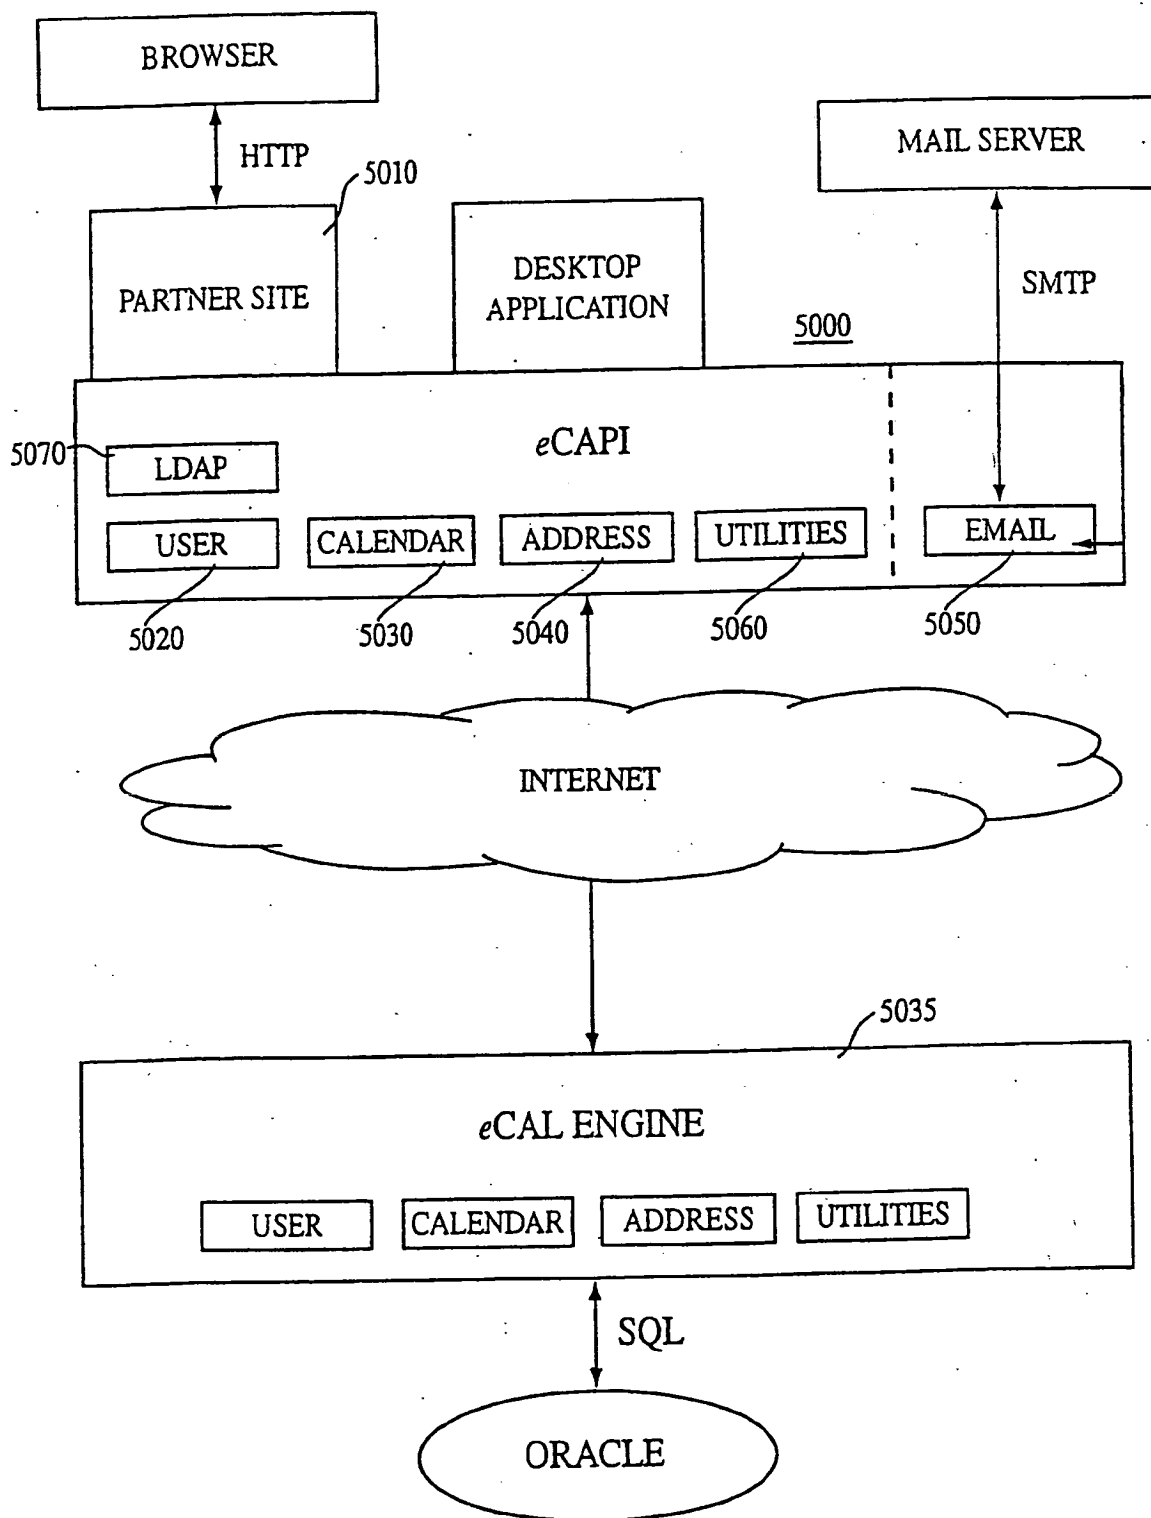 BROWSER
HTTP
MAIL SERVER
5010
PARTNER SITE
DESKTOP
APPLICATION
SMTP
5000
eCAPI
5070
LDAP
USER
CALENDAR
ADDRESS
UTILITIES
EMAIL
5020
5030
5040
5060
5050
INTERNET
5035
eCAL ENGINE
USER
CALENDAR
ADDRESS
UTILITIES
SQL
ORACLE